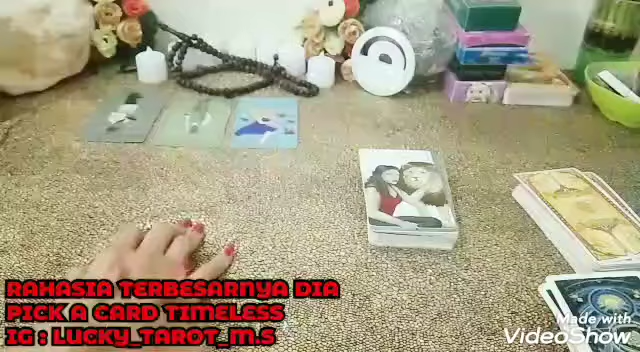 RAHASIA TERBESARNYA DIA
PICK A CARD TIMELESS
IG : LUCKY_TAROT_M.S
Made with
VideoShow